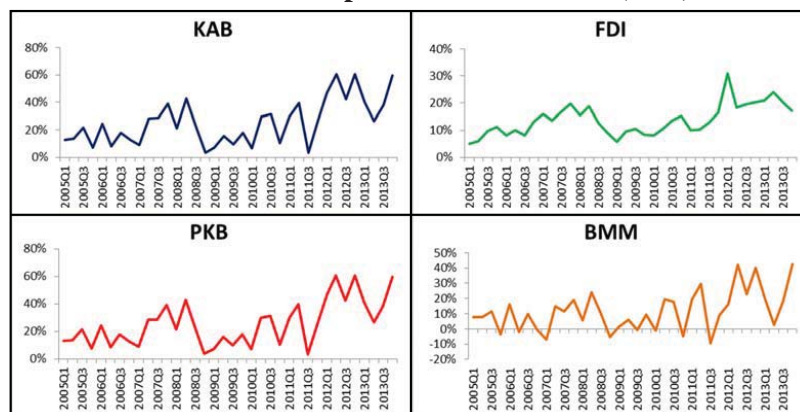 KAB
80%
60%
40%
20%
0%
2005Q1
2005Q3
2006Q1
2006Q3
2007Q1
2007Q3
2008Q1
2008Q3
2009Q1
2009Q3
2010Q1
2010Q3
2011Q1
2011Q3
2012Q1
2012Q3
2013Q1
2013Q3
FDI
40%
30%
20%
10%
0%
2005Q1
2005Q3
2006Q1
2006Q3
2007Q1
2007Q3
2008Q1
2008Q3
2009Q1
2009Q3
2010Q1
2010Q3
2011Q1
2011Q3
2012Q1
2012Q3
2013Q1
2013Q3
PKB
80%
60%
40%
20%
0%
2005Q1
2005Q3
2006Q1
2006Q3
2007Q1
2007Q3
2008Q1
2008Q3
2009Q1
2009Q3
2010Q1
2010Q3
2011Q1
2011Q3
2012Q1
2012Q3
2013Q1
2013Q3
BMM
50%
40%
30%
20%
10%
0%
-10%
-20%
2005Q1
2005Q3
2006Q1
2006Q3
2007Q1
2007Q3
2008Q1
2008Q3
2009Q1
2009Q3
2010Q1
2010Q3
2011Q1
2011Q3
2012Q1
2012Q3
2013Q1
2013Q3